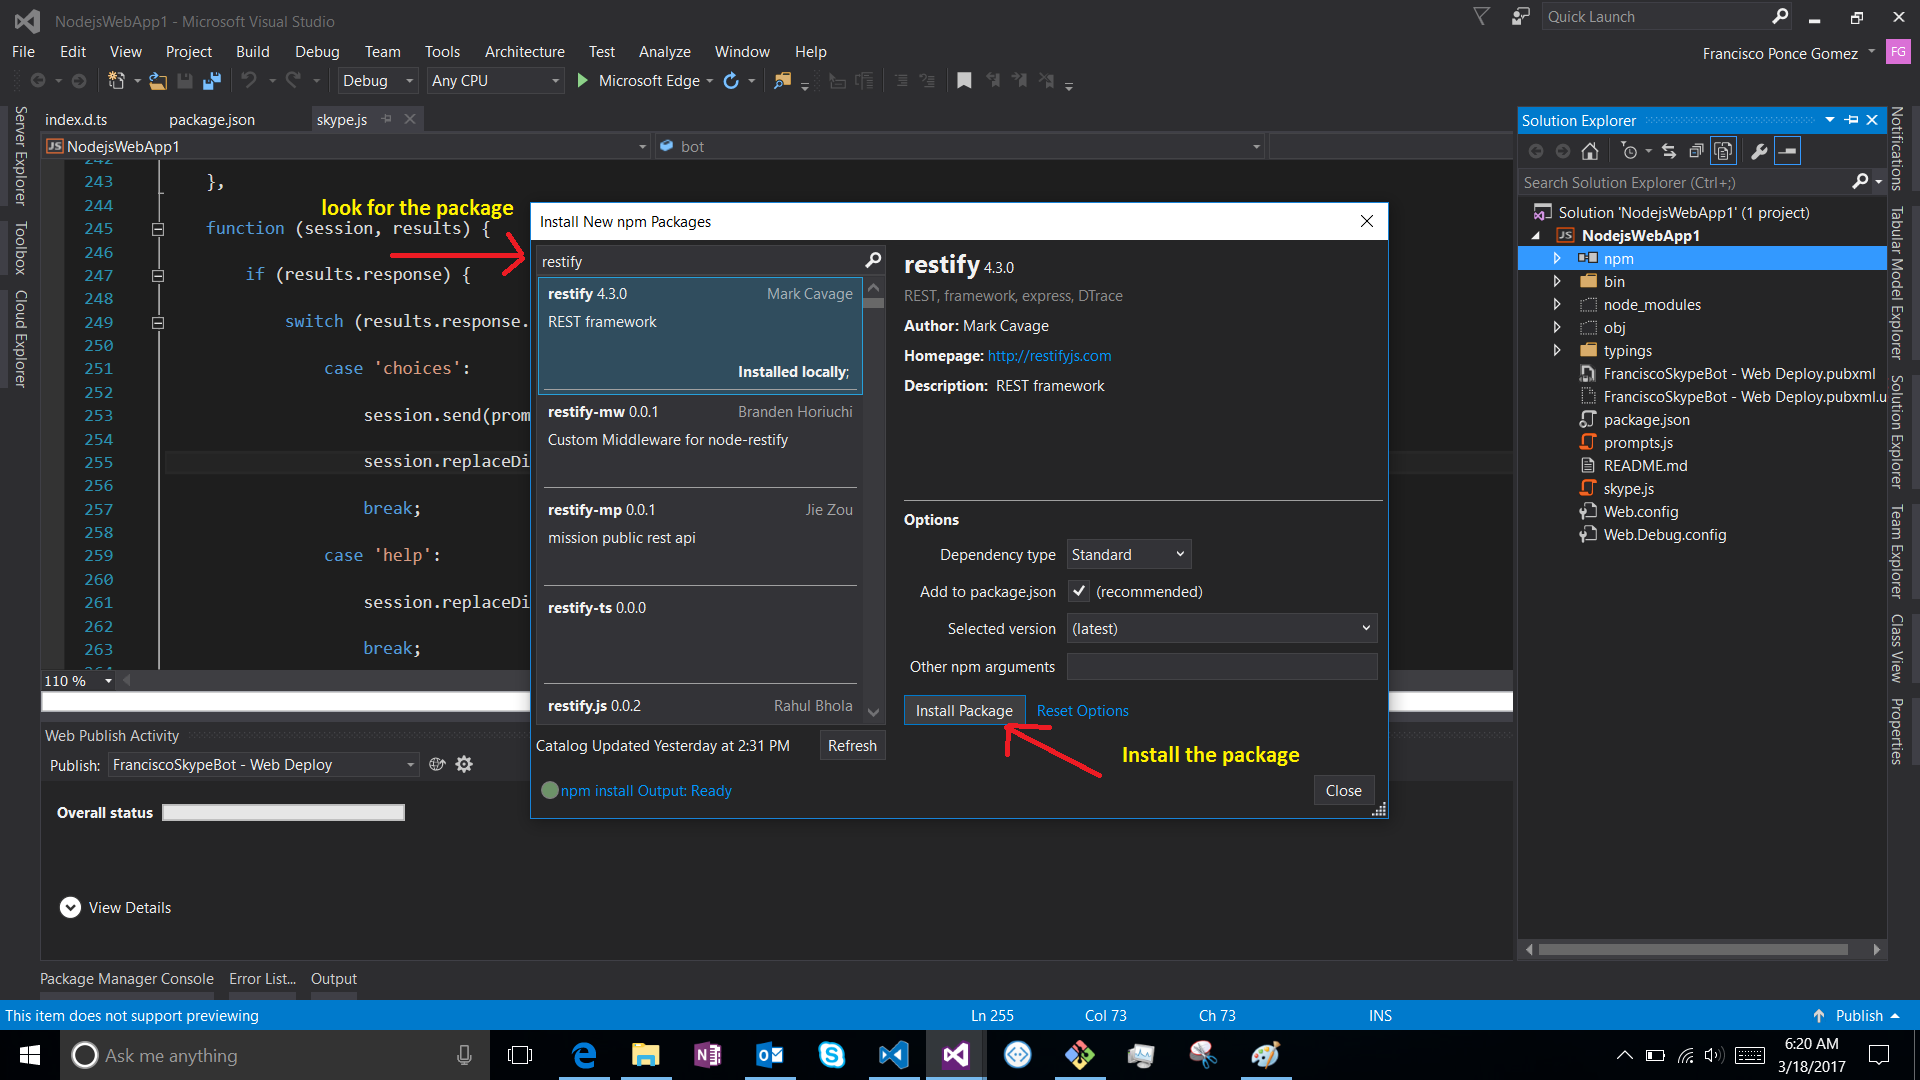 NodejsWebApp1 - Microsoft Visual Studio
Quick Launch
File Edit View Project Build Debug Team Tools Architecture Test Analyze Window Help
Francisco Ponce Gomez FG
Debug Any CPU Microsoft Edge
Server Explorer
Toolbox
Cloud Explorer
index.d.ts package.json skype.js
JS NodejsWebApp1 bot
242
243 },
244
245 function (session, results) {
246
247 if (results.response) {
248
249 switch (results.response.
250
251 case 'choices':
252
253 session.send(prom
254
255 session.replaceDi
256
257 break;
258
259 case 'help':
260
261 session.replaceDi
262
263 break;
264
110 %
look for the package
Install New npm Packages
restify
restify 4.3.0 Mark Cavage
REST framework
Installed locally;
restify-mw 0.0.1 Branden Horiuchi
Custom Middleware for node-restify
restify-mp 0.0.1 Jie Zou
mission public rest api
restify-ts 0.0.0
restify.js 0.0.2 Rahul Bhola
Catalog Updated Yesterday at 2:31 PM Refresh
npm install Output: Ready
restify 4.3.0
REST, framework, express, DTrace
Author: Mark Cavage
Homepage: http://restifyjs.com
Description: REST framework
Options
Dependency type Standard
Add to package.json (recommended)
Selected version (latest)
Other npm arguments
Install Package Reset Options
Install the package
Close
Web Publish Activity
Publish: FranciscoSkypeBot - Web Deploy
Overall status
View Details
Package Manager Console Error List... Output
Solution Explorer
Search Solution Explorer (Ctrl+;)
Solution 'NodejsWebApp1' (1 project)
JS NodejsWebApp1
npm
bin
node_modules
obj
typings
FranciscoSkypeBot - Web Deploy.pubxml
FranciscoSkypeBot - Web Deploy.pubxml.u
package.json
prompts.js
README.md
skype.js
Web.config
Web.Debug.config
Notifications
Tabular Model Explorer
Solution Explorer
Team Explorer
Class View
Properties
This item does not support previewing Ln 255 Col 73 Ch 73 INS Publish
Ask me anything
6:20 AM
3/18/2017